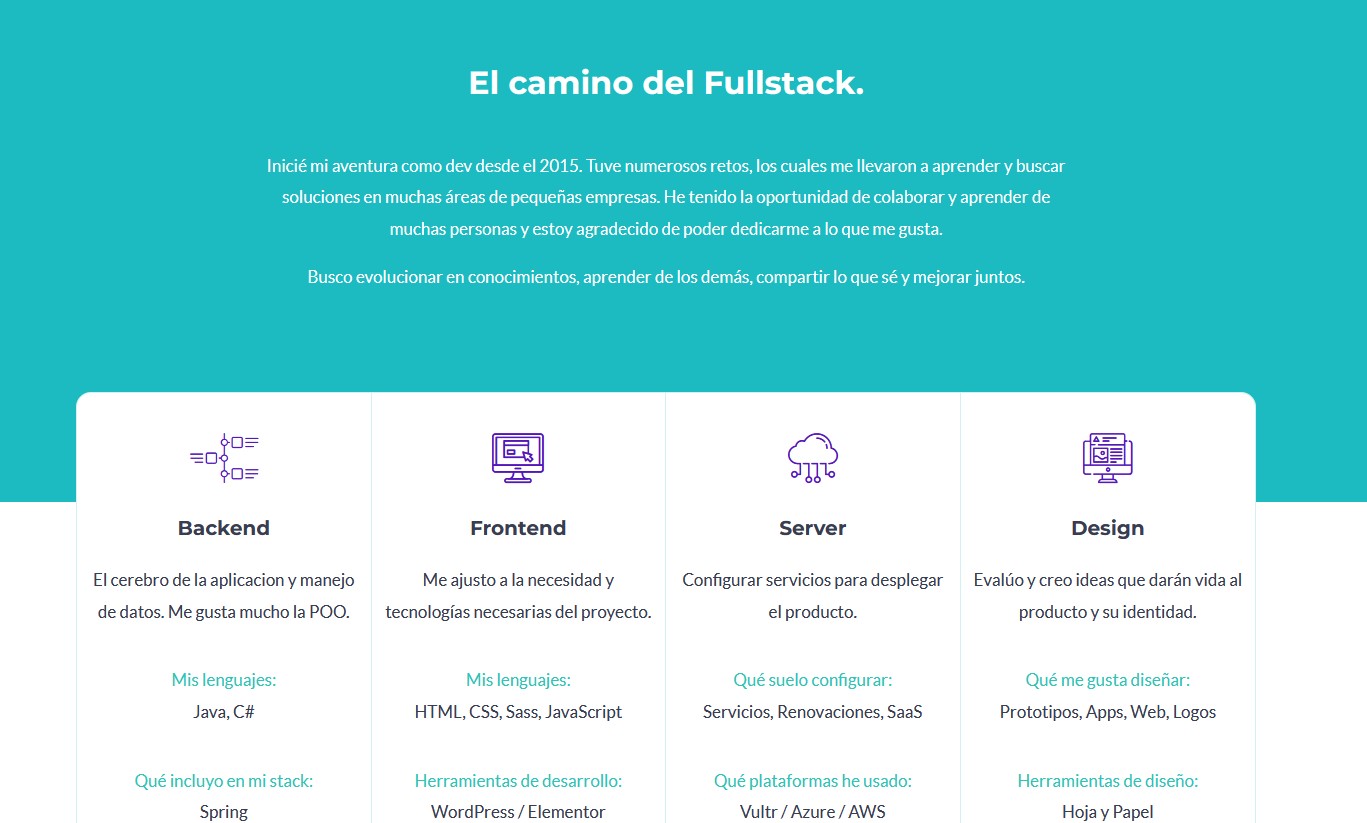 El camino del Fullstack.
Inicié mi aventura como dev desde el 2015. Tuve numerosos retos, los cuales me llevaron a aprender y buscar
soluciones en muchas áreas de pequeñas empresas. He tenido la oportunidad de colaborar y aprender de
muchas personas y estoy agradecido de poder dedicarme a lo que me gusta.
Busco evolucionar en conocimientos, aprender de los demás, compartir lo que sé y mejorar juntos.
Backend
El cerebro de la aplicacion y manejo
de datos. Me gusta mucho la POO.
Mis lenguajes:
Java, C#
Qué incluyo en mi stack:
Spring
Frontend
Me ajusto a la necesidad y
tecnologías necesarias del proyecto.
Mis lenguajes:
HTML, CSS, Sass, JavaScript
Herramientas de desarrollo:
WordPress / Elementor
Server
Configurar servicios para desplegar
el producto.
Qué suelo configurar:
Servicios, Renovaciones, SaaS
Qué plataformas he usado:
Vultr / Azure / AWS
Design
Evalúo y creo ideas que darán vida al
producto y su identidad.
Qué me gusta diseñar:
Prototipos, Apps, Web, Logos
Herramientas de diseño:
Hoja y Papel